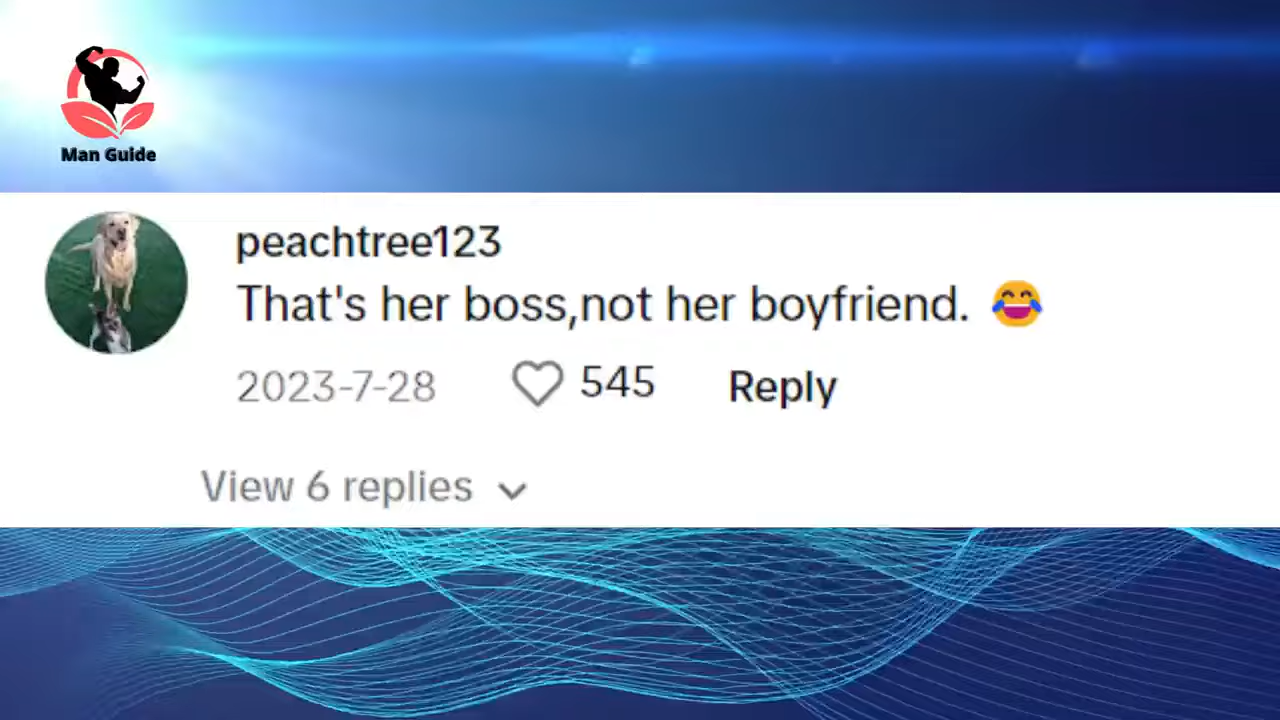 Man Guide
peachtree123
That's her boss,not her boyfriend. 😂
2023-7-28 545 Reply
View 6 replies